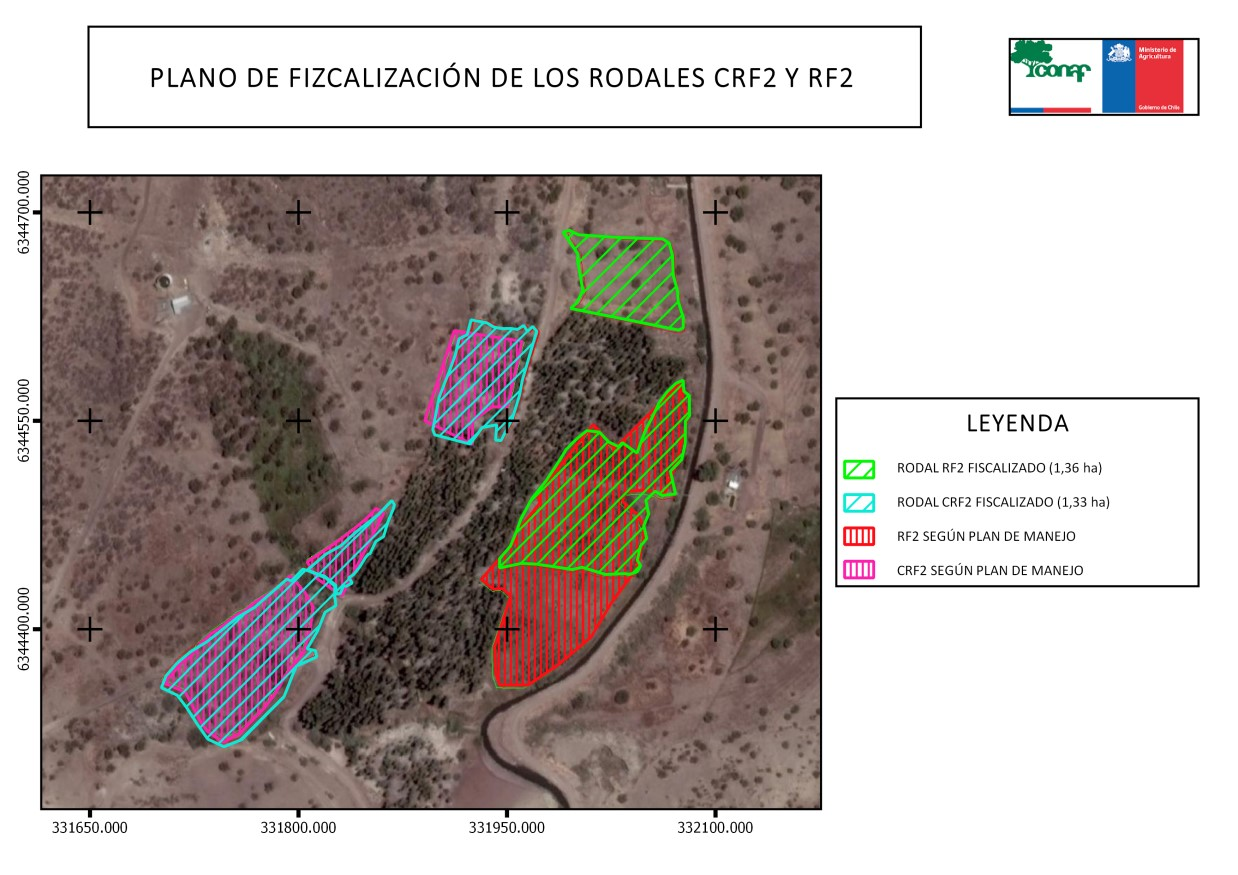 PLANO DE FIZCALIZACIÓN DE LOS RODALES CRF2 Y RF2
conaf
Ministerio de
Agricultura
Gobierno de Chile
6344700.000
6344550.000
6344400.000
331650.000
331800.000
331950.000
332100.000
LEYENDA
RODAL RF2 FISCALIZADO (1,36 ha)
RODAL CRF2 FISCALIZADO (1,33 ha)
RF2 SEGÚN PLAN DE MANEJO
CRF2 SEGÚN PLAN DE MANEJO